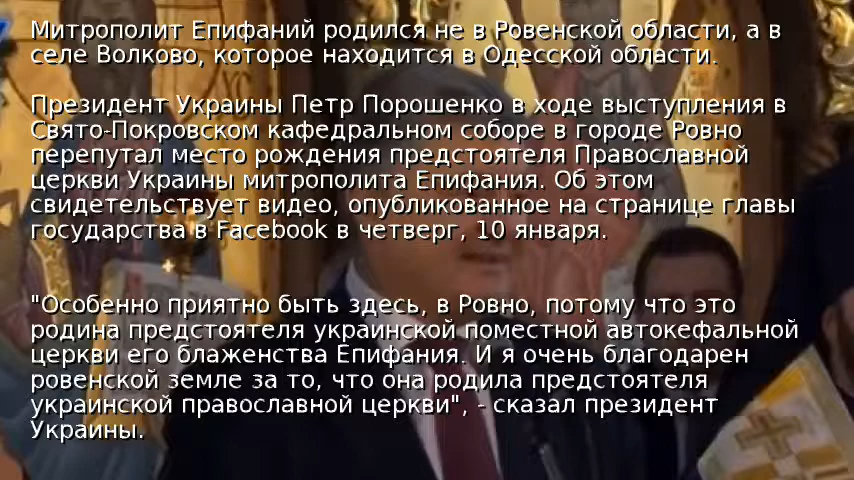 Митрополит Епифаний родился не в Ровенской области, а в
селе Волково, которое находится в Одесской области.
Президент Украины Петр Порошенко в ходе выступления в
Свято-Покровском кафедральном соборе в городе Ровно
перепутал место рождения предстоятеля Православной
церкви Украины митрополита Епифания. Об этом
свидетельствует видео, опубликованное на странице главы
государства в Facebook в четверг, 10 января.
"Особенно приятно быть здесь, в Ровно, потому что это
родина предстоятеля украинской поместной автокефальной
церкви его блаженства Епифания. И я очень благодарен
ровенской земле за то, что она родила предстоятеля
украинской православной церкви", - сказал президент
Украины.